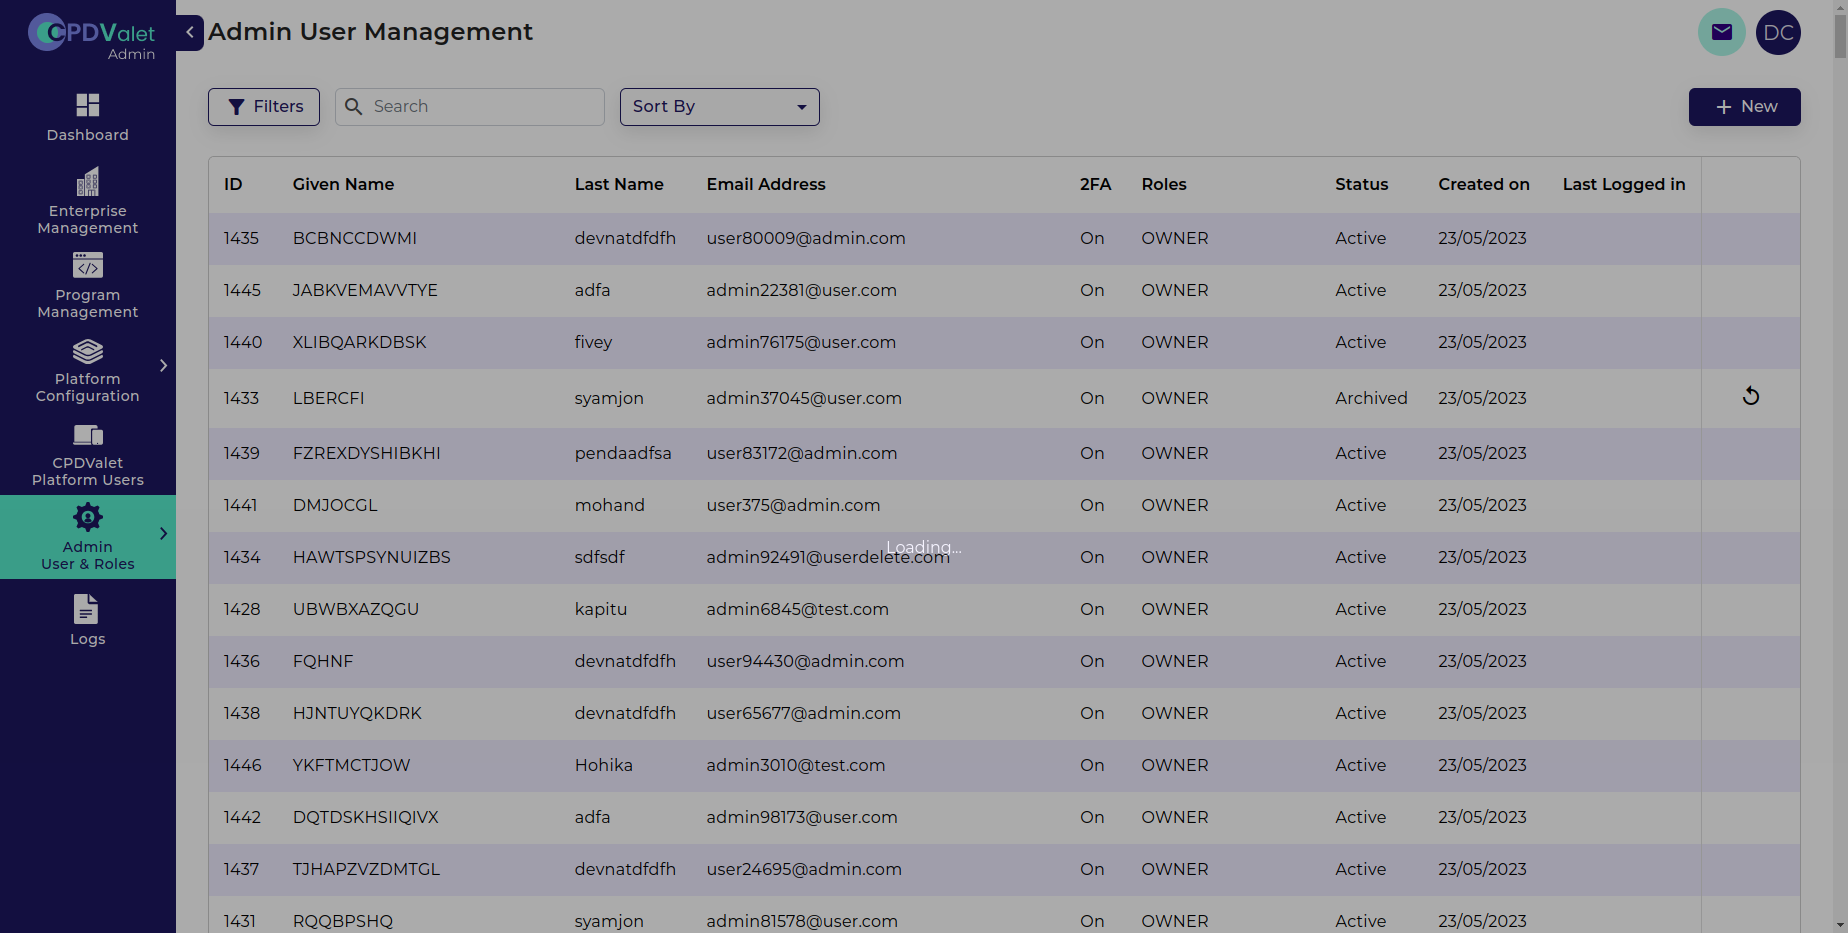 CPDValet
Admin
Dashboard
Enterprise
Management
Program
Management
Platform
Configuration
CPDValet
Platform Users
Admin
User & Roles
Logs
Admin User Management
DC
Filters
Search
Sort By
New
ID Given Name Last Name Email Address 2FA Roles Status Created on Last Logged in
1435 BCBNCCDWMI devnatdfdfh user80009@admin.com On OWNER Active 23/05/2023
1445 JABKVEMAVVTYE adfa admin22381@user.com On OWNER Active 23/05/2023
1440 XLIBQARKDBSK fivey admin76175@user.com On OWNER Active 23/05/2023
1433 LBERCFI syamjon admin37045@user.com On OWNER Archived 23/05/2023
1439 FZREXDYSHIBKHI pendaadfsa user83172@admin.com On OWNER Active 23/05/2023
1441 DMJOCGL mohand user375@admin.com On OWNER Active 23/05/2023
Loading...
1434 HAWTSPSYNUIZBS sdfsdf admin92491@userdelete.com On OWNER Active 23/05/2023
1428 UBWBXAZQGU kapitu admin6845@test.com On OWNER Active 23/05/2023
1436 FQHNF devnatdfdfh user94430@admin.com On OWNER Active 23/05/2023
1438 HJNTUYQKDRK devnatdfdfh user65677@admin.com On OWNER Active 23/05/2023
1446 YKFTMCTJOW Hohika admin3010@test.com On OWNER Active 23/05/2023
1442 DQTDSKHSIIQIVX adfa admin98173@user.com On OWNER Active 23/05/2023
1437 TJHAPZVZDMTGL devnatdfdfh user24695@admin.com On OWNER Active 23/05/2023
1431 RQQBPSHQ syamjon admin81578@user.com On OWNER Active 23/05/2023